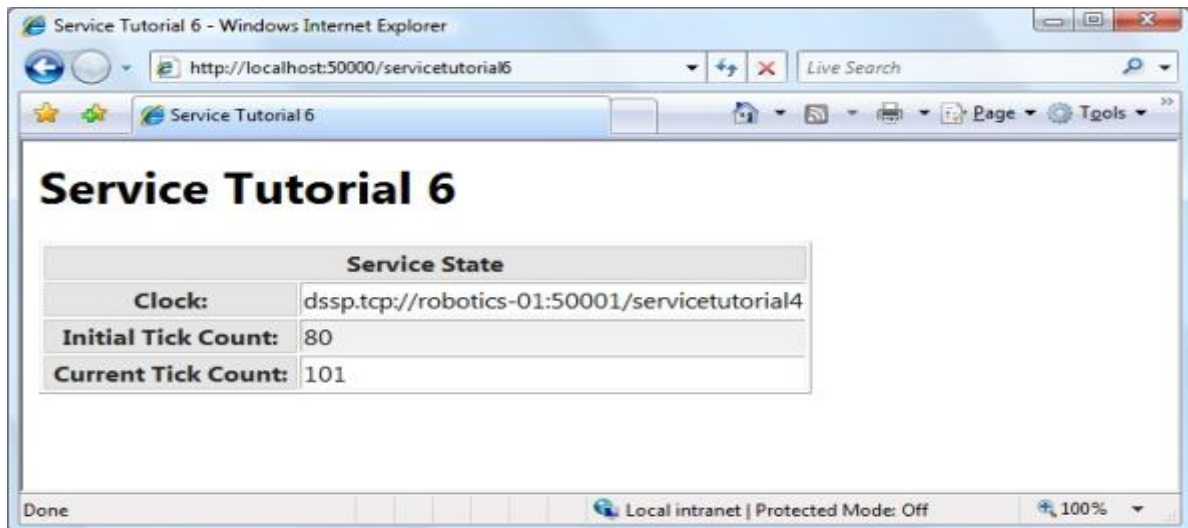 Service Tutorial 6 - Windows Internet Explorer
http://localhost:50000/servicetutorial6
Live Search
Service Tutorial 6
Page
Tools
Service Tutorial 6
Service State
Clock: dssp.tcp://robotics-01:50001/servicetutorial4
Initial Tick Count: 80
Current Tick Count: 101
Done
Local intranet | Protected Mode: Off
100%